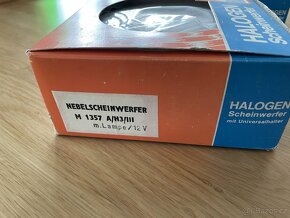 HALOGEN
Scheinwerfer
NEBELSCHEINWERFER
M 1357 A/H3/III
m.Lampe/12 V
HALOGEN
Scheinwerfer
mit Universalhalter